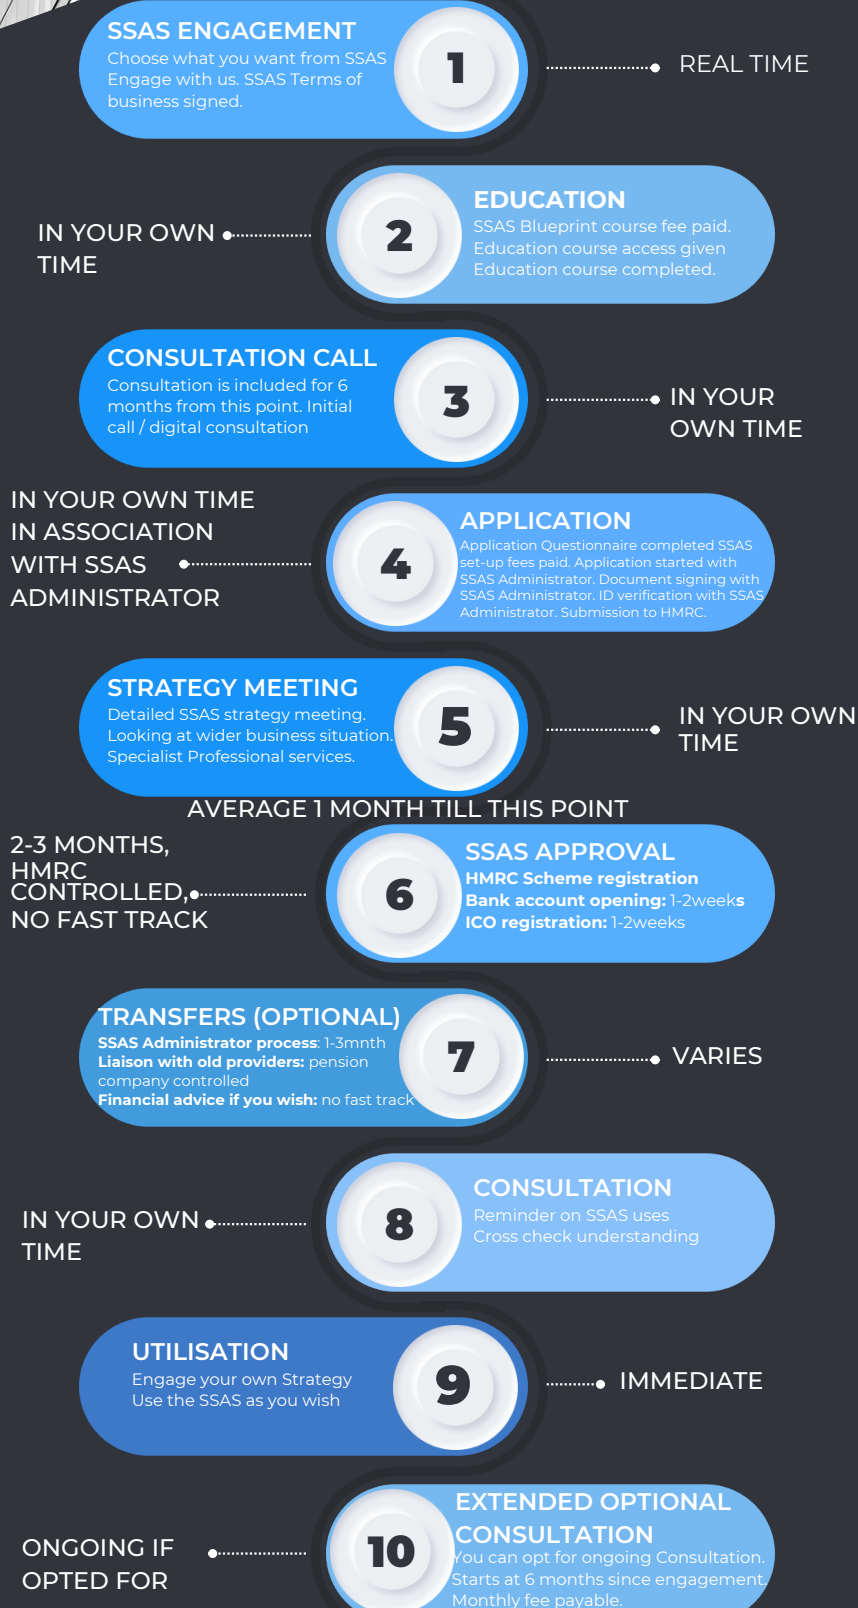 SSAS ENGAGEMENT
Choose what you want from SSAS
Engage with us. SSAS Terms of
business signed.
1
REAL TIME
EDUCATION
SSAS Blueprint course fee paid.
Education course access given
Education course completed.
2
IN YOUR OWN
TIME
CONSULTATION CALL
Consultation is included for 6
months from this point. Initial
call / digital consultation
3
IN YOUR
OWN TIME
IN YOUR OWN TIME
IN ASSOCIATION
WITH SSAS
ADMINISTRATOR
4
APPLICATION
Application Questionnaire completed SSAS
set-up fees paid. Application started with
SSAS Administrator. Document signing with
SSAS Administrator. ID verification with SSAS
Administrator. Submission to HMRC.
STRATEGY MEETING
Detailed SSAS strategy meeting.
Looking at wider business situation.
Specialist Professional services.
5
IN YOUR OWN
TIME
AVERAGE 1 MONTH TILL THIS POINT
2-3 MONTHS,
HMRC
CONTROLLED,
NO FAST TRACK
6
SSAS APPROVAL
HMRC Scheme registration
Bank account opening: 1-2weeks
ICO registration: 1-2weeks
TRANSFERS (OPTIONAL)
SSAS Administrator process: 1-3mnth
Liaison with old providers: pension
company controlled
Financial advice if you wish: no fast track
7
VARIES
IN YOUR OWN
TIME
8
CONSULTATION
Reminder on SSAS uses
Cross check understanding
UTILISATION
Engage your own Strategy
Use the SSAS as you wish
9
IMMEDIATE
ONGOING IF
OPTED FOR
10
EXTENDED OPTIONAL
CONSULTATION
You can opt for ongoing Consultation.
Starts at 6 months since engagement.
Monthly fee payable.